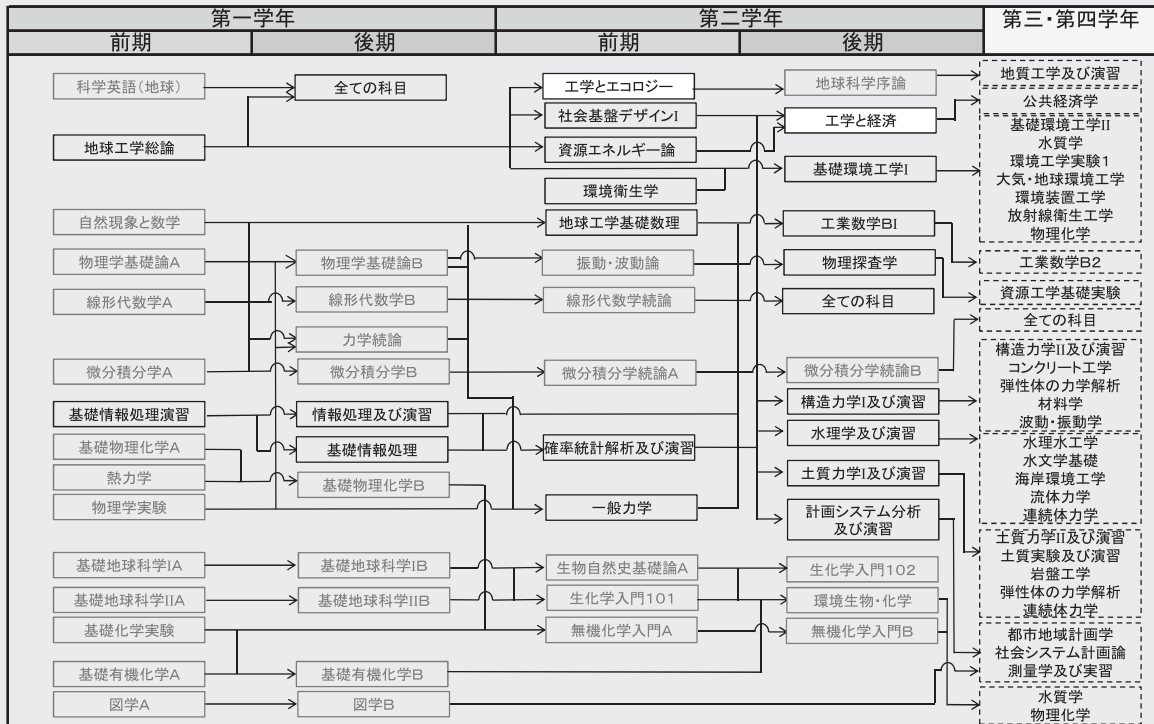 第一学年
第二学年
第三・第四学年
前期
後期
前期
後期
科学英語(地球)
地球工学総論
自然現象と数学
物理学基礎論A
線形代数学A
微分積分学A
基礎情報処理演習
基礎物理化学A
熱力学
物理学実験
基礎地球科学IA
基礎地球科学IIA
基礎化学実験
基礎有機化学A
図学A
全ての科目
物理学基礎論B
線形代数学B
力学続論
微分積分学B
情報処理及び演習
基礎情報処理
基礎物理化学B
基礎地球科学IB
基礎地球科学IIB
基礎有機化学B
図学B
工学とエコロジー
社会基盤デザインI
資源エネルギー論
環境衛生学
地球工学基礎数理
振動・波動論
線形代数学続論
微分積分学続論A
確率統計解析及び演習
一般力学
生物自然史基礎論A
生化学入門101
無機化学入門A
地球科学序論
工学と経済
基礎環境工学I
工業数学BI
物理探査学
全ての科目
微分積分学続論B
構造力学I及び演習
水理学及び演習
土質力学I及び演習
計画システム分析
及び演習
生化学入門102
環境生物・化学
無機化学入門B
地質工学及び演習
公共経済学
基礎環境工学II
水質学
環境工学実験1
大気・地球環境工学
環境装置工学
放射線衛生工学
物理化学
工業数学B2
資源工学基礎実験
全ての科目
構造力学II及び演習
コンクリート工学
弾性体の力学解析
材料学
波動・振動学
水理水工学
水文学基礎
海岸環境工学
流体力学
連続体力学
土質力学II及び演習
土質実験及び演習
岩盤工学
弾性体の力学解析
連続体力学
都市地域計画学
社会システム計画論
測量学及び実習
水質学
物理化学